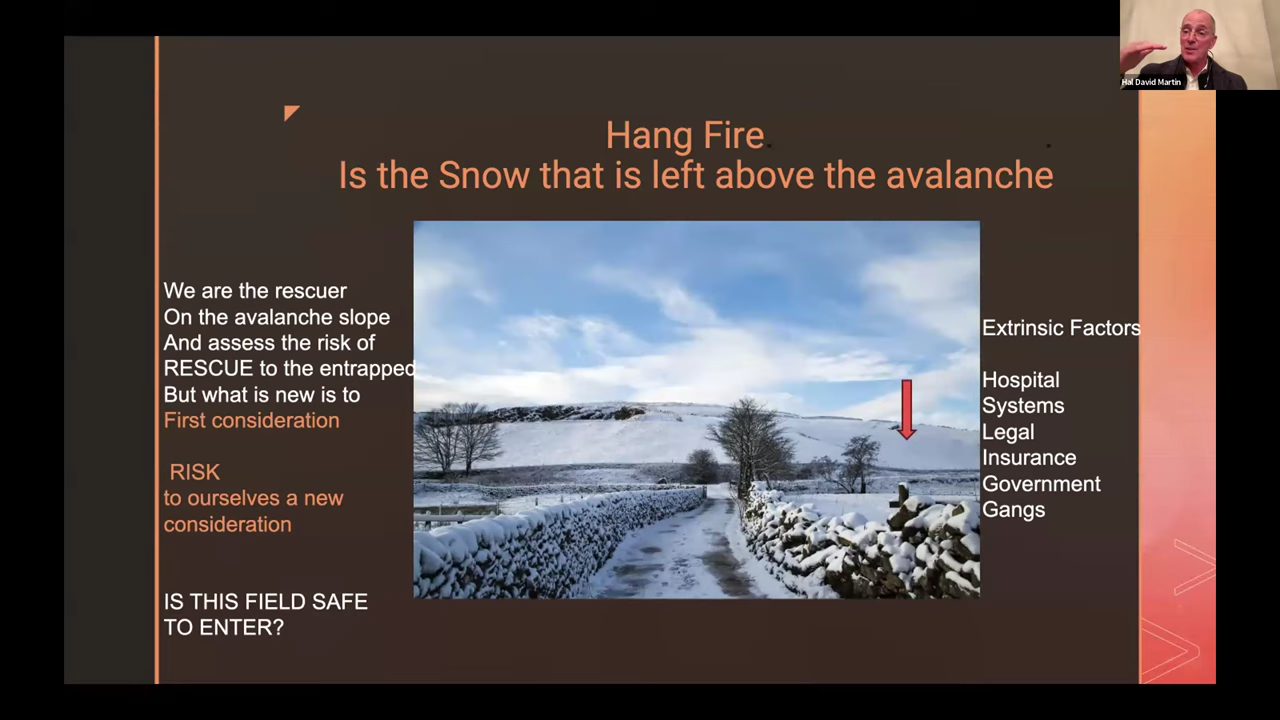 Hal David Martin
Hang Fire.
Is the Snow that is left above the avalanche
We are the rescuer
On the avalanche slope
And assess the risk of
RESCUE to the entrapped
But what is new is to
First consideration
RISK
to ourselves a new
consideration
IS THIS FIELD SAFE
TO ENTER?
Extrinsic Factors
Hospital
Systems
Legal
Insurance
Government
Gangs